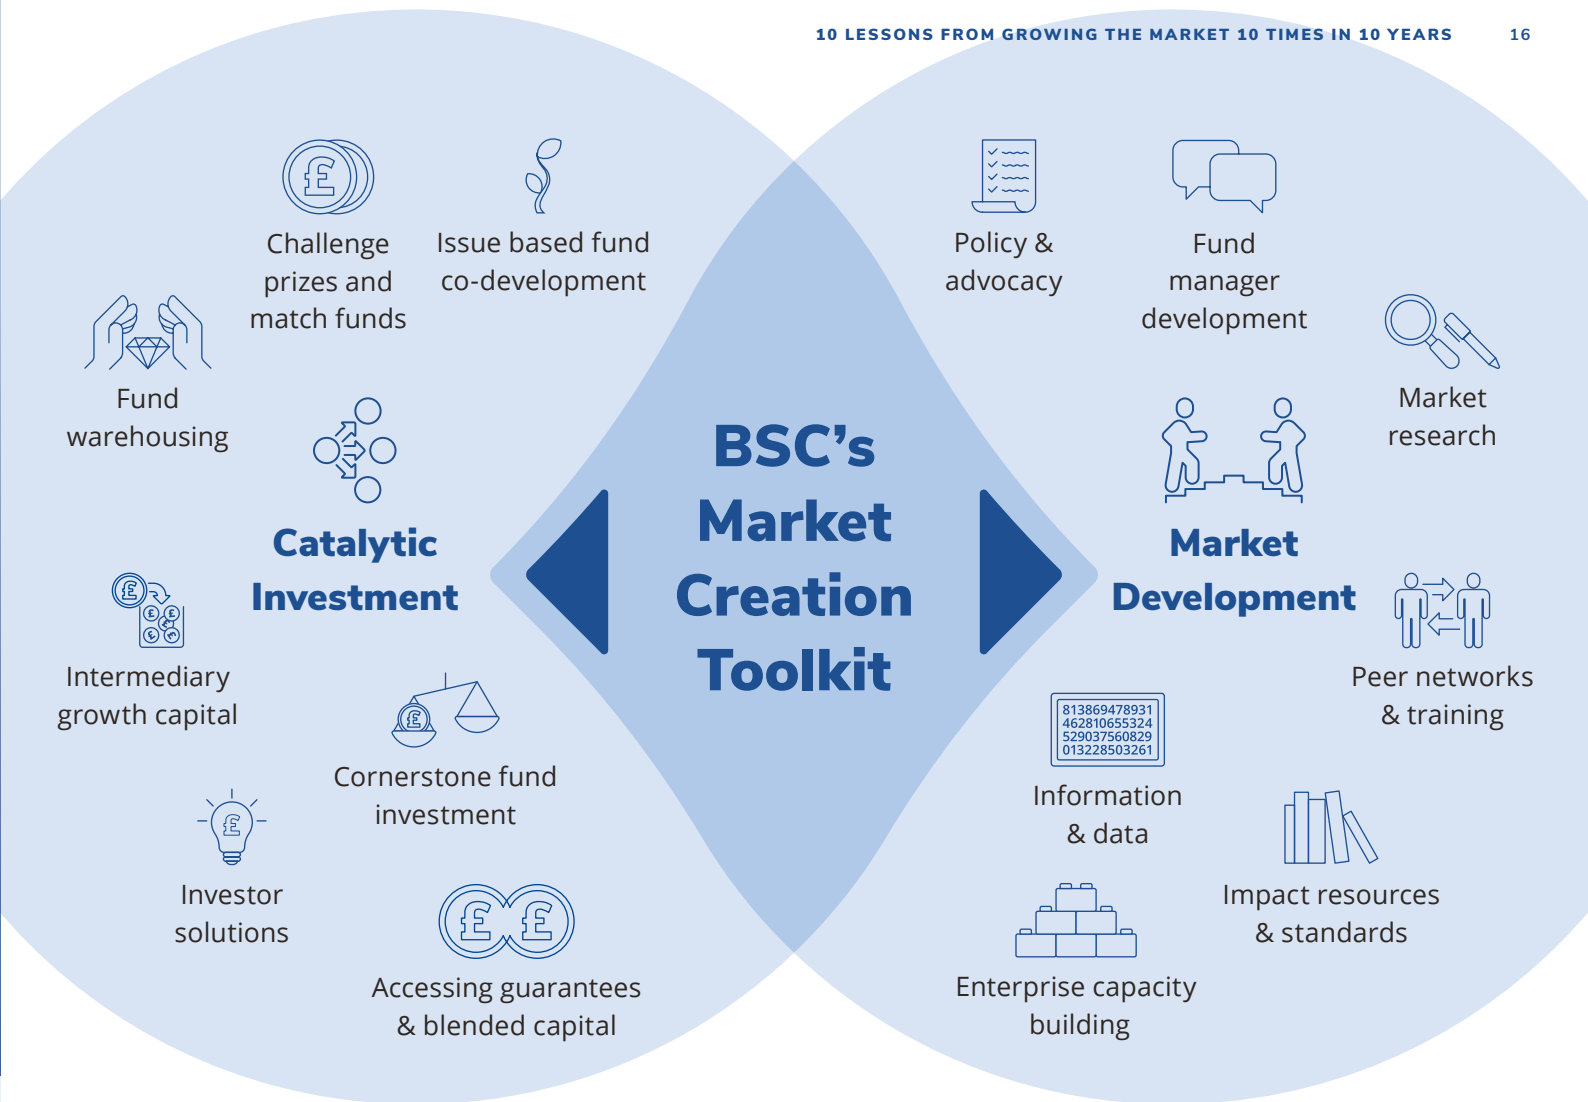 10 LESSONS FROM GROWING THE MARKET 10 TIMES IN 10 YEARS 16
£
Challenge
prizes and
match funds
Issue based fund
co-development
Fund
warehousing
Catalytic
Investment
£
£ £
£
£ £
Intermediary
growth capital
£
Cornerstone fund
investment
£
Investor
solutions
£ £
Accessing guarantees
& blended capital
BSC’s
Market
Creation
Toolkit
Policy &
advocacy
Fund
manager
development
Market
research
Market
Development
Peer networks
& training
813869478931
462810655324
529037560829
013228503261
Information
& data
Impact resources
& standards
Enterprise capacity
building